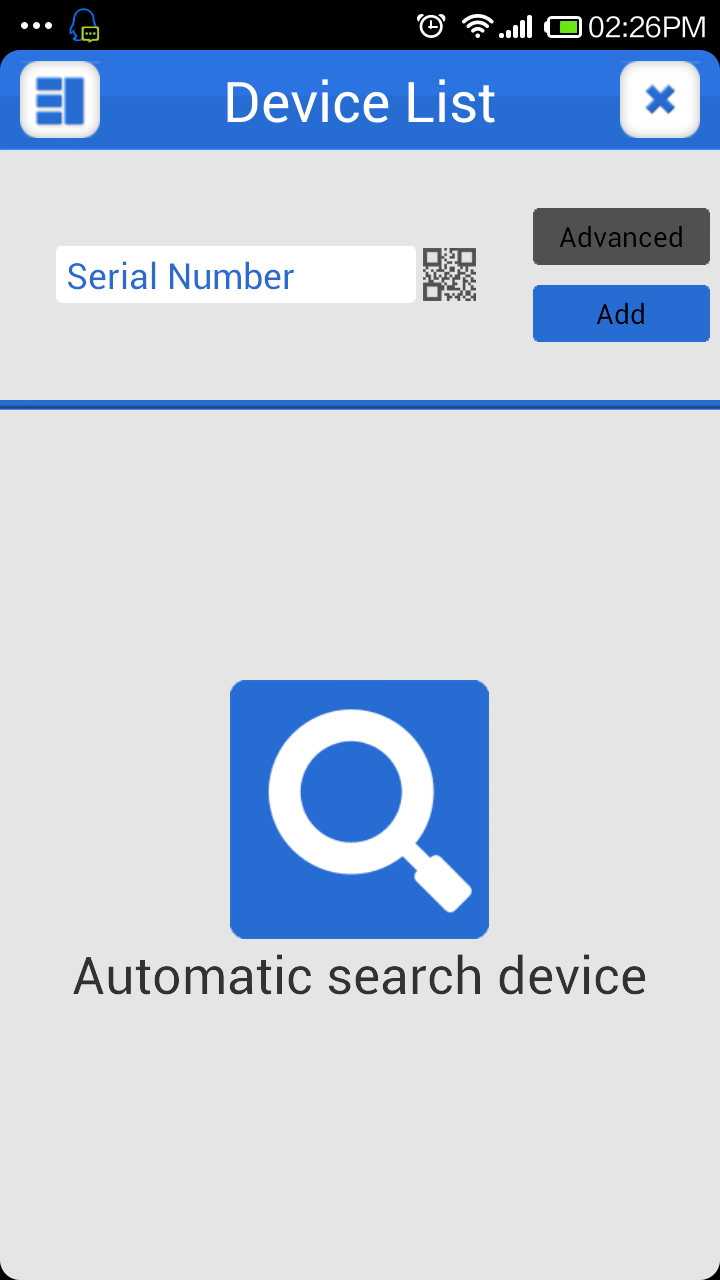 02:26PM
Device List
Serial Number
Advanced
Add
Automatic search device